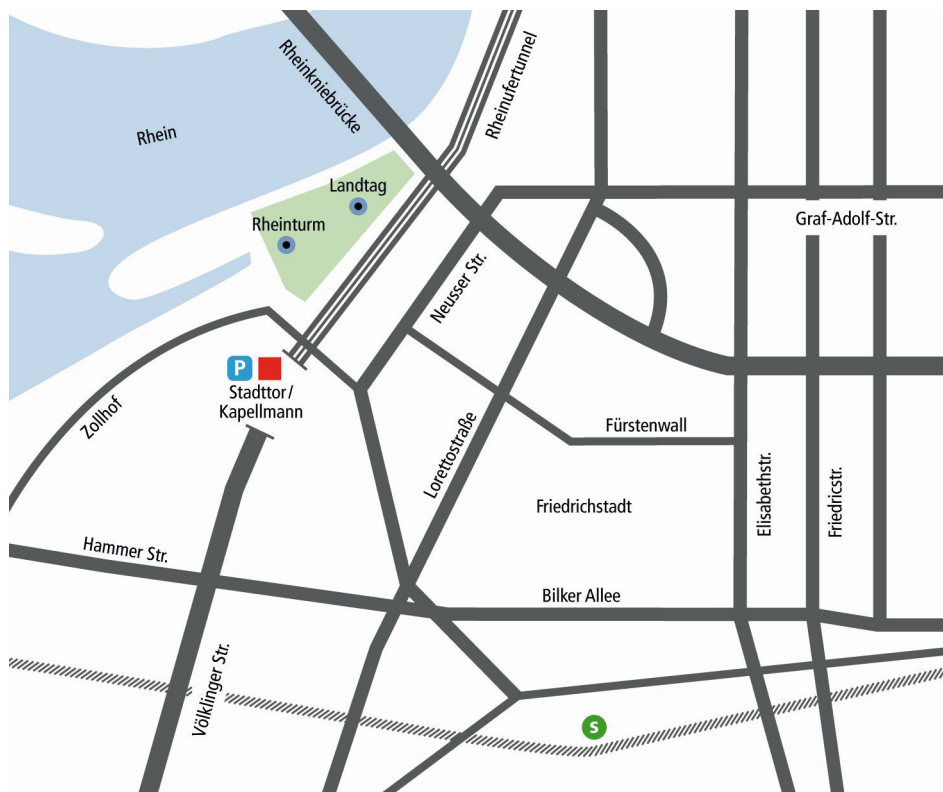 Rheinkniebrücke
Rheinufertunnel
Rhein
Landtag
Rheinturm
Graf-Adolf-Str.
Neusser Str.
P
Stadttor/
Kapellmann
Zollhof
Lorettostraße
Fürstenwall
Elisabethstr.
Friedricstr.
Friedrichstadt
Hammer Str.
Bilker Allee
Völklinger Str.
S